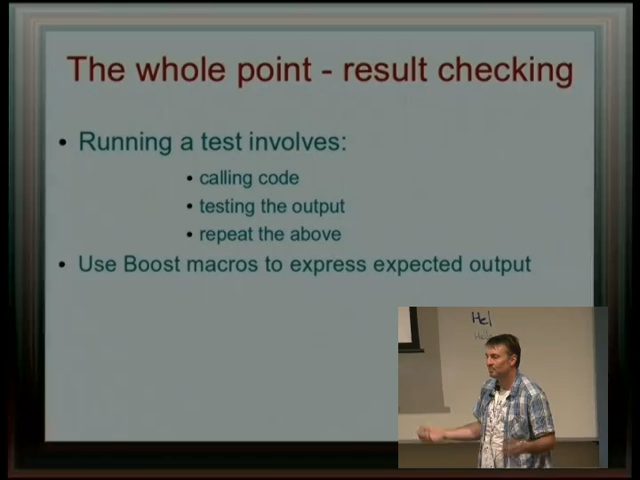 The whole point - result checking
• Running a test involves:
• calling code
• testing the output
• repeat the above
• Use Boost macros to express expected output
Hel